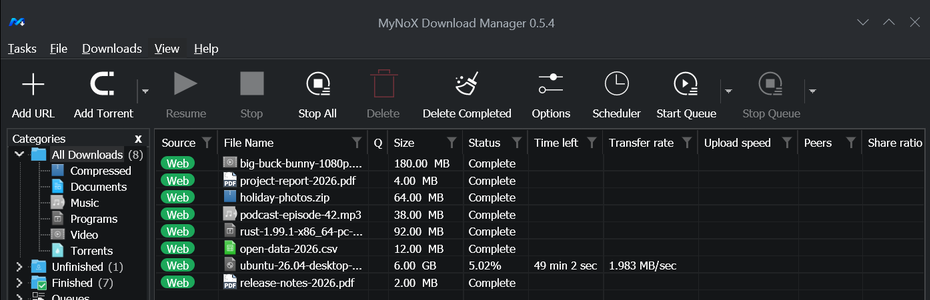 MyNoX Download Manager 0.5.4
Tasks File Downloads View Help
Add URL Add Torrent Resume Stop Stop All Delete Delete Completed Options Scheduler Start Queue Stop Queue
Categories x
Source File Name Q Size Status Time left Transfer rate Upload speed Peers Share ratio
All Downloads (8)
Compressed
Documents
Music
Programs
Video
Torrents
Unfinished (1)
Finished (7)
Queues
Web big-buck-bunny-1080p.... 180.00 MB Complete
Web PDF project-report-2026.pdf 4.00 MB Complete
Web holiday-photos.zip 64.00 MB Complete
Web podcast-episode-42.mp3 38.00 MB Complete
Web rust-1.99.1-x86_64-pc-... 92.00 MB Complete
Web open-data-2026.csv 12.00 MB Complete
Web ubuntu-26.04-desktop-... 6.00 GB 5.02% 49 min 2 sec 1.983 MB/sec
Web PDF release-notes-2026.pdf 2.00 MB Complete